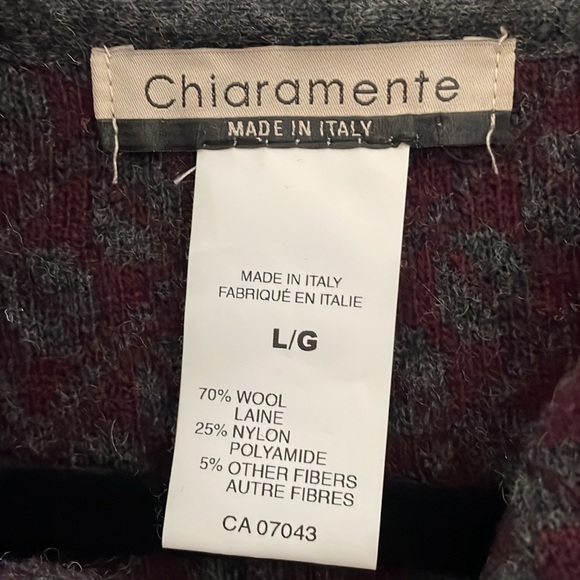 Chiaramente
MADE IN ITALY
MADE IN ITALY
FABRIQUÉ EN ITALIE
L/G
70% WOOL
LAINE
25% NYLON
POLYAMIDE
5% OTHER FIBERS
AUTRE FIBRES
CA 07043